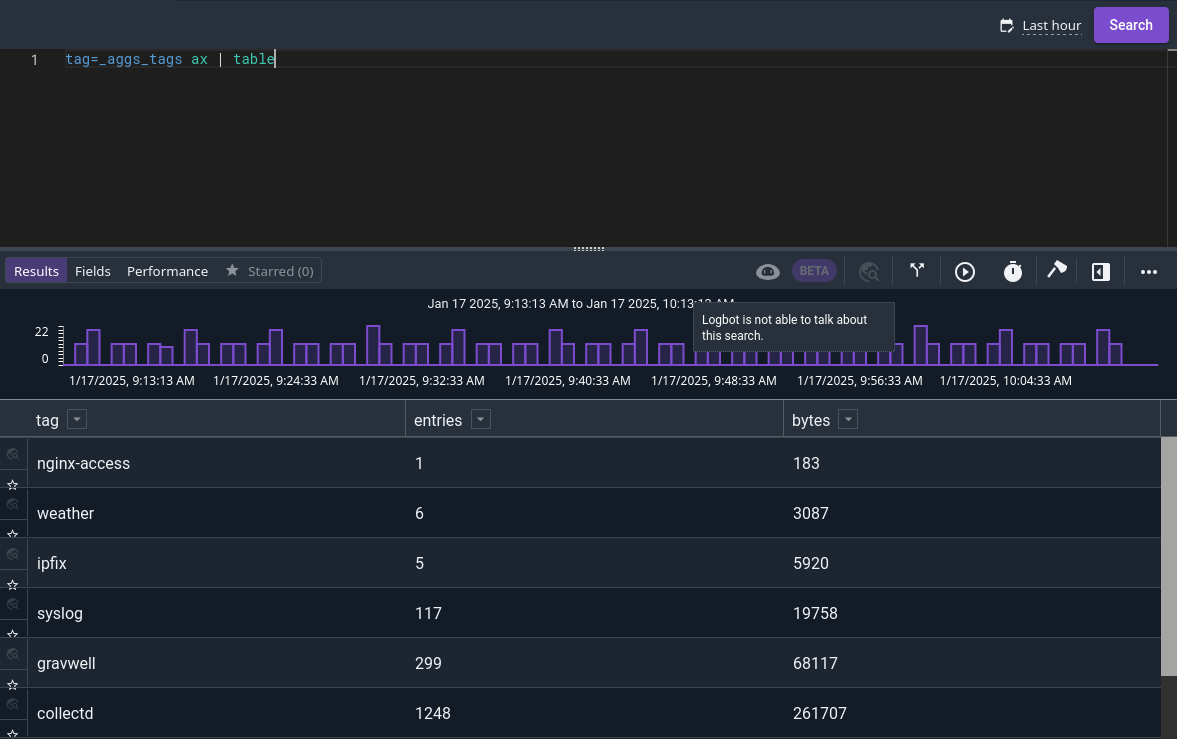 Last hour
Search
1 tag=_aggs_tags ax | table
Results Fields Performance Starred (0)
BETA
Jan 17 2025, 9:13:13 AM to Jan 17 2025, 10:13:13 AM
Logbot is not able to talk about
this search.
22
0
1/17/2025, 9:13:13 AM 1/17/2025, 9:24:33 AM 1/17/2025, 9:32:33 AM 1/17/2025, 9:40:33 AM 1/17/2025, 9:48:33 AM 1/17/2025, 9:56:33 AM 1/17/2025, 10:04:33 AM
tag entries bytes
nginx-access 1 183
weather 6 3087
ipfix 5 5920
syslog 117 19758
gravwell 299 68117
collectd 1248 261707